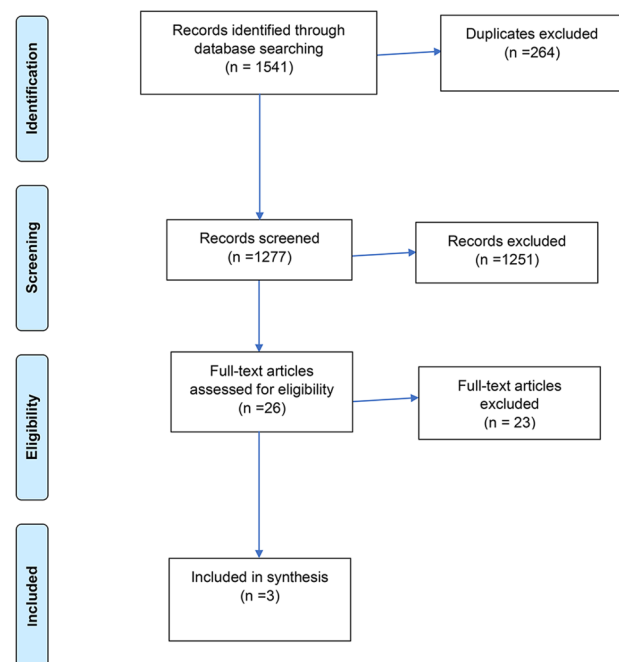 Identification
Records identified through
database searching
(n = 1541)
Duplicates excluded
(n =264)
Screening
Records screened
(n =1277)
Records excluded
(n =1251)
Eligibility
Full-text articles
assessed for eligibility
(n =26)
Full-text articles
excluded
(n = 23)
Included
Included in synthesis
(n =3)